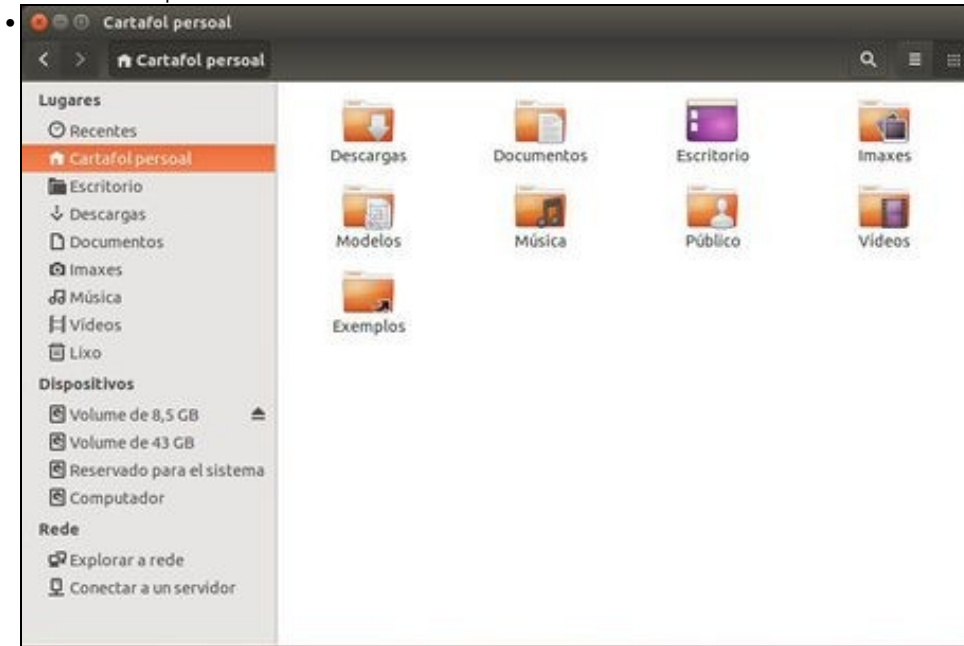 Cartafol persoal
Cartafol persoal
Lugares
Recentes
Cartafol persoal
Escritorio
Descargas
Documentos
Imaxes
Música
Vídeos
Lixo
Dispositivos
Volume de 8,5 GB
Volume de 43 GB
Reservado para el sistema
Computador
Rede
Explorar a rede
Conectar a un servidor
Descargas Documentos Escritorio Imaxes
Modelos Música Público Vídeos
Exemplos